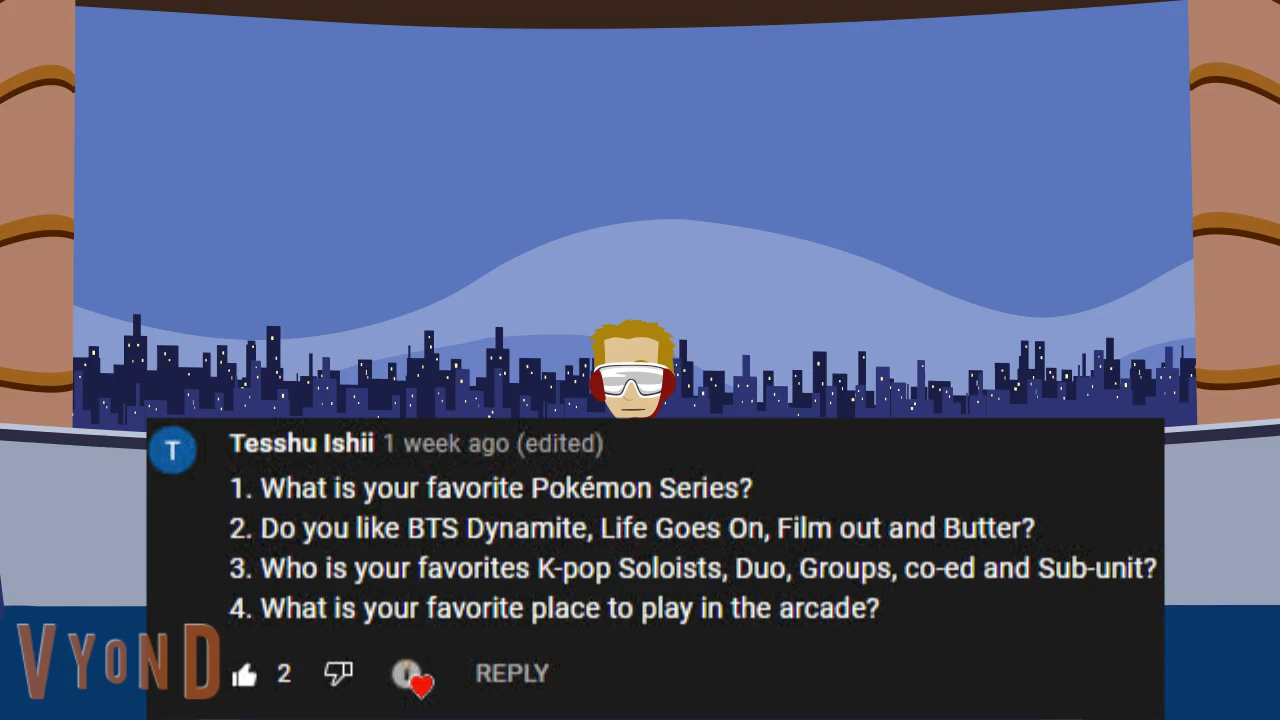 Tesshu Ishii 1 week ago (edited)
T
1. What is your favorite Pokémon Series?
2. Do you like BTS Dynamite, Life Goes On, Film out and Butter?
3. Who is your favorites K-pop Soloists, Duo, Groups, co-ed and Sub-unit?
4. What is your favorite place to play in the arcade?
VYOND
2
REPLY